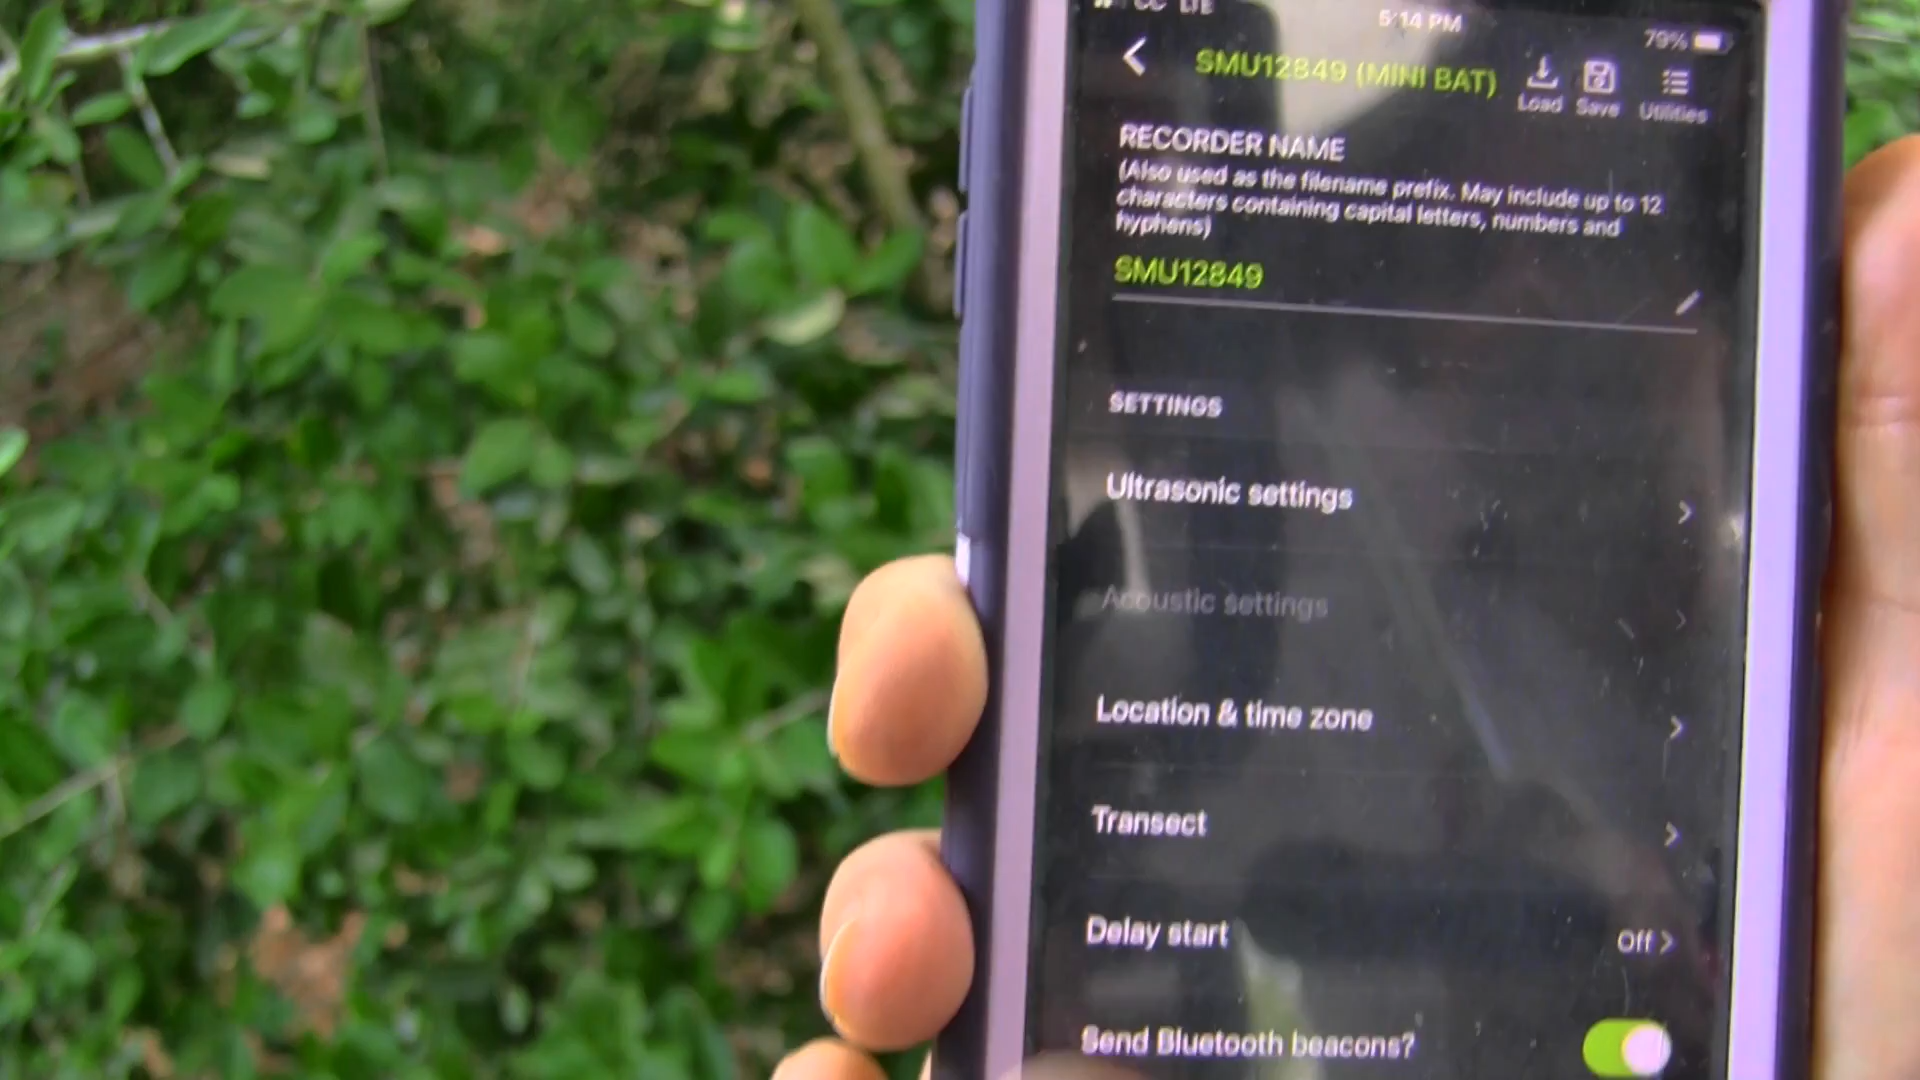 CC LTE 5:14 PM 79%
SMU12849 (MINI BAT)
Load Save Utilities
RECORDER NAME
(Also used as the filename prefix. May include up to 12
characters containing capital letters, numbers and
hyphens)
SMU12849
SETTINGS
Ultrasonic settings
Acoustic settings
Location & time zone
Transect
Delay start Off
Send Bluetooth beacons?